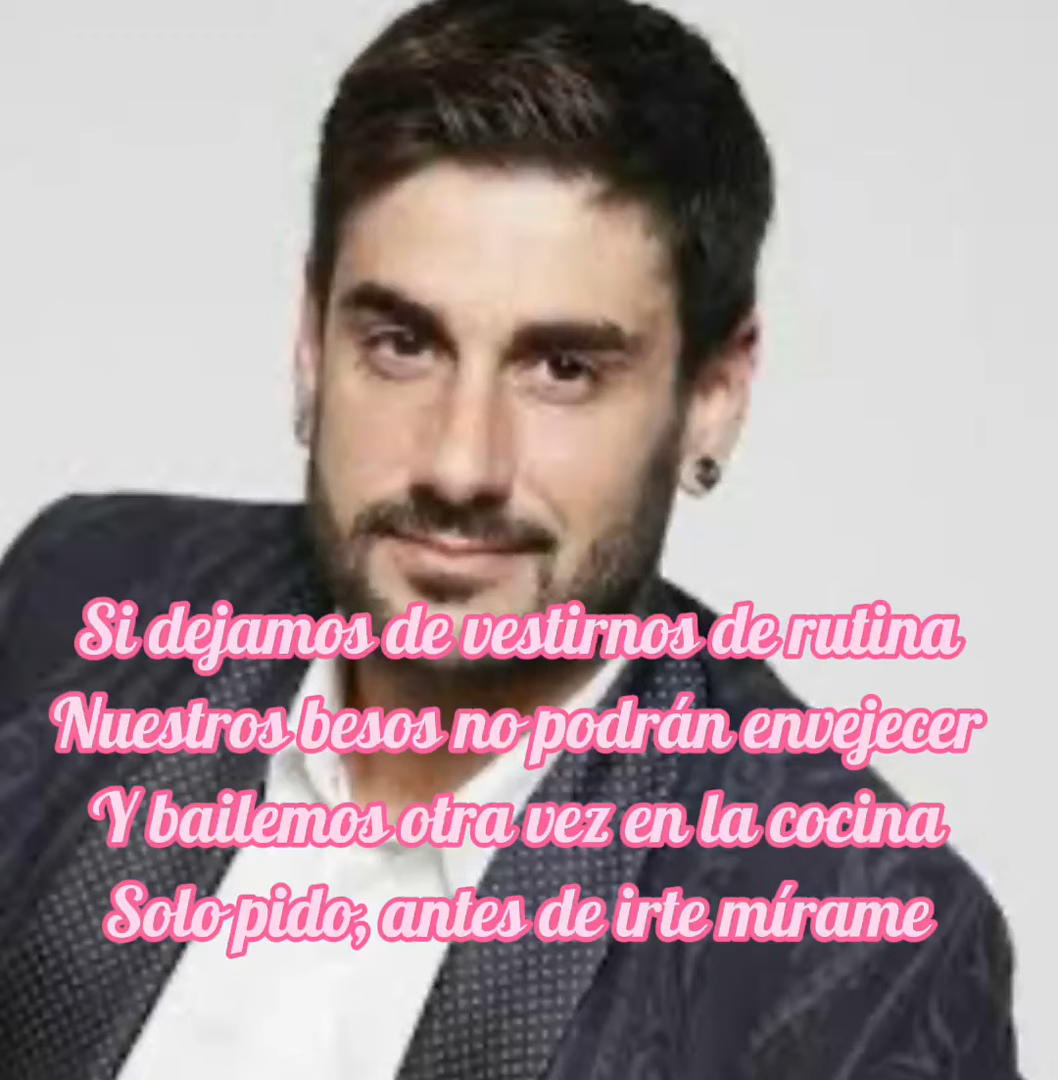 Si dejamos de vestirnos de rutina
Nuestros besos no podrán envejecer
Y bailemos otra vez en la cocina
Solo pido, antes de irte mírame